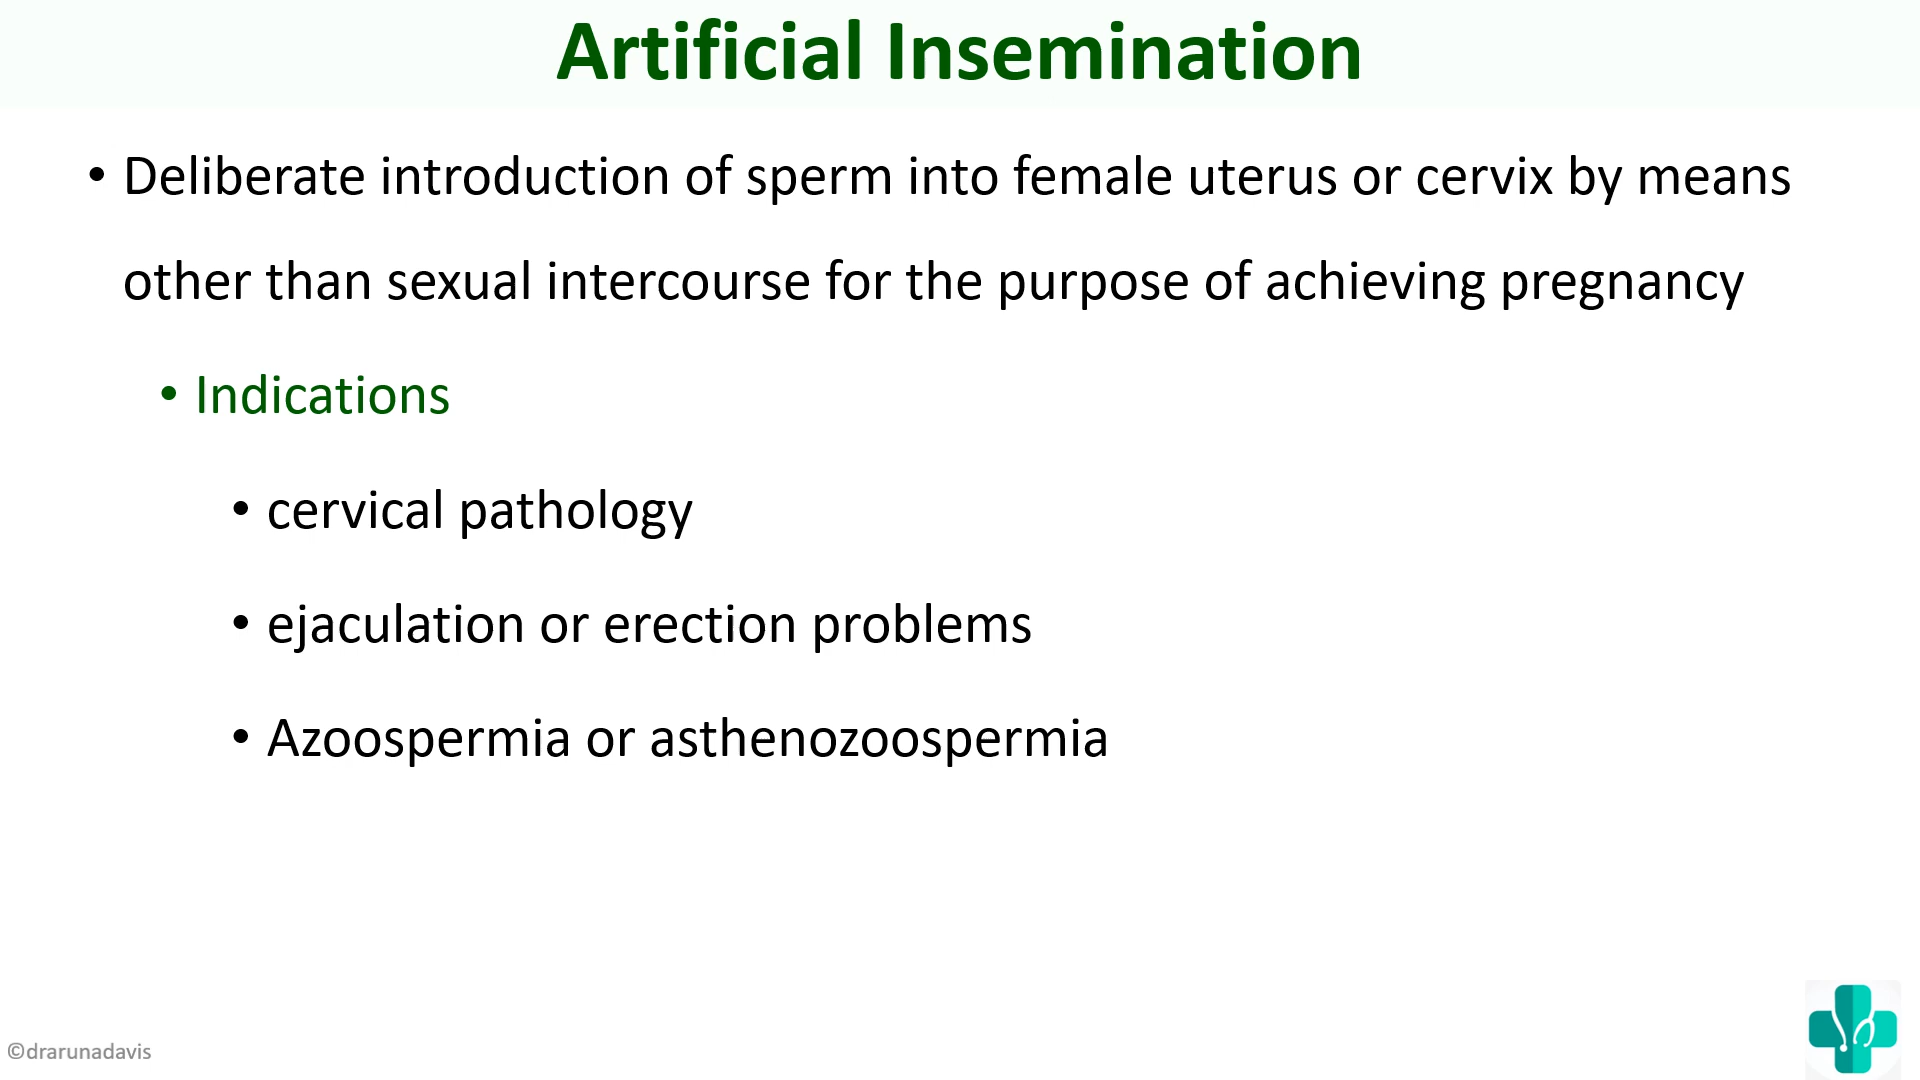 Artificial Insemination
• Deliberate introduction of sperm into female uterus or cervix by means
other than sexual intercourse for the purpose of achieving pregnancy
• Indications
• cervical pathology
• ejaculation or erection problems
• Azoospermia or asthenozoospermia
©drarunadavis